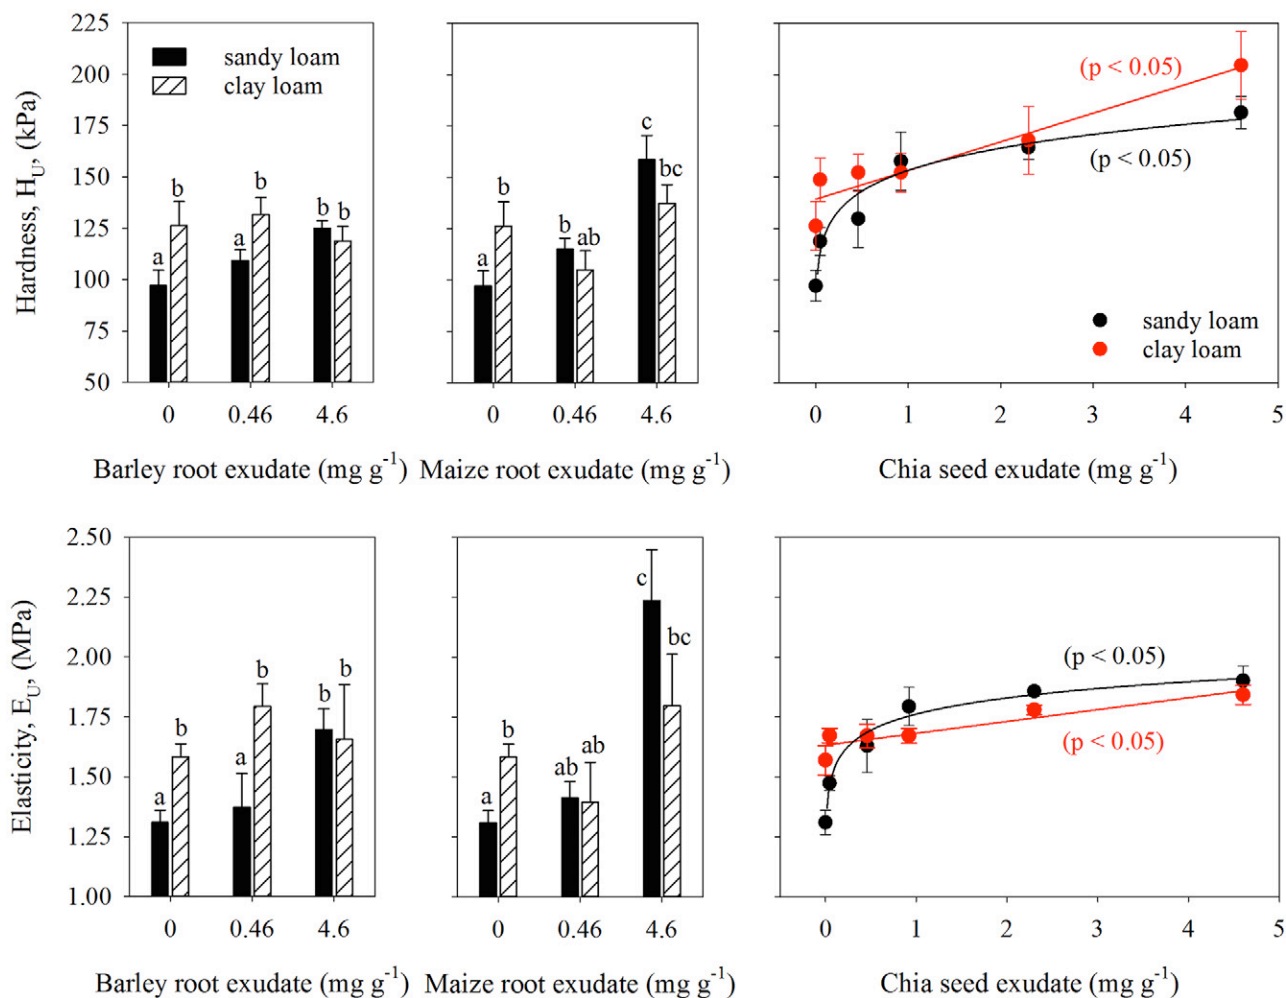 Hardness, H_U, (kPa)
225
200
175
150
125
100
75
50
sandy loam
clay loam
a
b
a
b
b
b
0
0.46
4.6
Barley root exudate (mg g⁻¹)
a
b
b
ab
c
bc
0
0.46
4.6
Maize root exudate (mg g⁻¹)
(p < 0.05)
(p < 0.05)
sandy loam
clay loam
0
1
2
3
4
5
Chia seed exudate (mg g⁻¹)
Elasticity, E_U, (MPa)
2.50
2.25
2.00
1.75
1.50
1.25
1.00
a
b
a
b
b
b
0
0.46
4.6
Barley root exudate (mg g⁻¹)
a
b
ab
ab
c
bc
0
0.46
4.6
Maize root exudate (mg g⁻¹)
(p < 0.05)
(p < 0.05)
0
1
2
3
4
5
Chia seed exudate (mg g⁻¹)